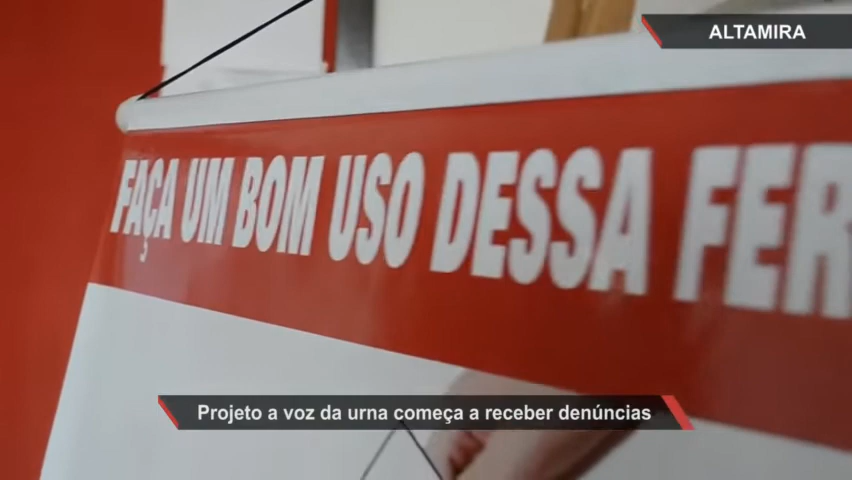 ALTAMIRA
FAÇA UM BOM USO DESSA FER
Projeto a voz da urna começa a receber denúncias